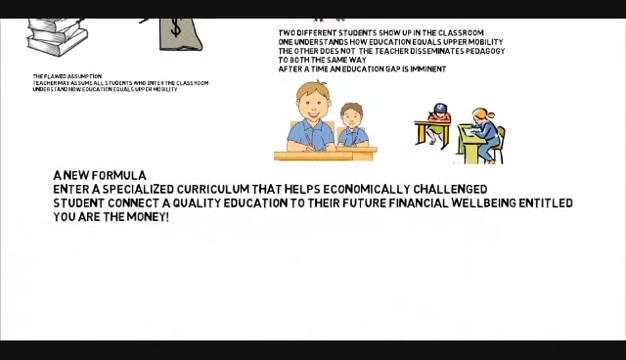 TWO DIFFERENT STUDENTS SHOW UP IN THE CLASSROOM
ONE UNDERSTANDS HOW EDUCATION EQUALS UPPER MOBILITY
THE OTHER DOES NOT THE TEACHER DISSEMINATES PEDAGOGY
TO BOTH THE SAME WAY
AFTER A TIME AN EDUCATION GAP IS IMMINENT
THE FLAWED ASSUMPTION
TEACHER MAY ASSUME ALL STUDENTS WHO ENTER THE CLASSROOM
UNDERSTAND HOW EDUCATION EQUALS UPPER MOBILITY
$
A NEW FORMULA
ENTER A SPECIALIZED CURRICULUM THAT HELPS ECONOMICALLY CHALLENGED
STUDENT CONNECT A QUALITY EDUCATION TO THEIR FUTURE FINANCIAL WELLBEING ENTITLED
YOU ARE THE MONEY!